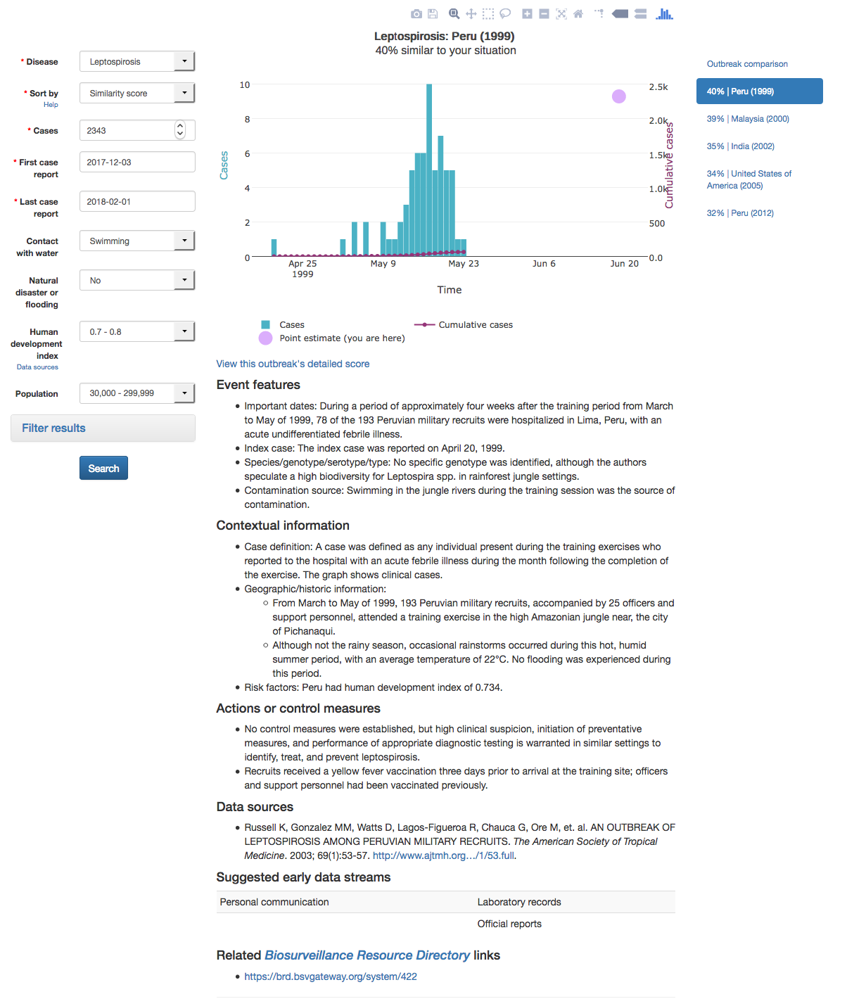 Leptospirosis: Peru (1999)
40% similar to your situation
* Disease
Leptospirosis
* Sort by
Help
Similarity score
* Cases
2343
* First case
report
2017-12-03
* Last case
report
2018-02-01
Contact
with water
Swimming
Natural
disaster or
flooding
No
Human
development
index
Data sources
0.7 - 0.8
Population
30,000 - 299,999
Filter results
Search
Cases
10
8
6
4
2
0
2.5k
2.0k
1.5k
1.0k
500
0.0
Cumulative cases
Apr 25
1999
May 9
May 23
Jun 6
Jun 20
Time
Cases
Cumulative cases
Point estimate (you are here)
Outbreak comparison
40% | Peru (1999)
39% | Malaysia (2000)
35% | India (2002)
34% | United States of
America (2005)
32% | Peru (2012)
View this outbreak's detailed score
Event features
• Important dates: During a period of approximately four weeks after the training period from March
to May of 1999, 78 of the 193 Peruvian military recruits were hospitalized in Lima, Peru, with an
acute undifferentiated febrile illness.
• Index case: The index case was reported on April 20, 1999.
• Species/genotype/serotype/type: No specific genotype was identified, although the authors
speculate a high biodiversity for Leptospira spp. in rainforest jungle settings.
• Contamination source: Swimming in the jungle rivers during the training session was the source of
contamination.
Contextual information
• Case definition: A case was defined as any individual present during the training exercises who
reported to the hospital with an acute febrile illness during the month following the completion of
the exercise. The graph shows clinical cases.
• Geographic/historic information:
○ From March to May of 1999, 193 Peruvian military recruits, accompanied by 25 officers and
support personnel, attended a training exercise in the high Amazonian jungle near, the city
of Pichanaqui.
○ Although not the rainy season, occasional rainstorms occurred during this hot, humid
summer period, with an average temperature of 22°C. No flooding was experienced during
this period.
• Risk factors: Peru had human development index of 0.734.
Actions or control measures
• No control measures were established, but high clinical suspicion, initiation of preventative
measures, and performance of appropriate diagnostic testing is warranted in similar settings to
identify, treat, and prevent leptospirosis.
• Recruits received a yellow fever vaccination three days prior to arrival at the training site; officers
and support personnel had been vaccinated previously.
Data sources
• Russell K, Gonzalez MM, Watts D, Lagos-Figueroa R, Chauca G, Ore M, et. al. AN OUTBREAK OF
LEPTOSPIROSIS AMONG PERUVIAN MILITARY RECRUITS. The American Society of Tropical
Medicine. 2003; 69(1):53-57. http://www.ajtmh.org…/1/53.full.
Suggested early data streams
Personal communication
Laboratory records
Official reports
Related Biosurveillance Resource Directory links
• https://brd.bsvgateway.org/system/422